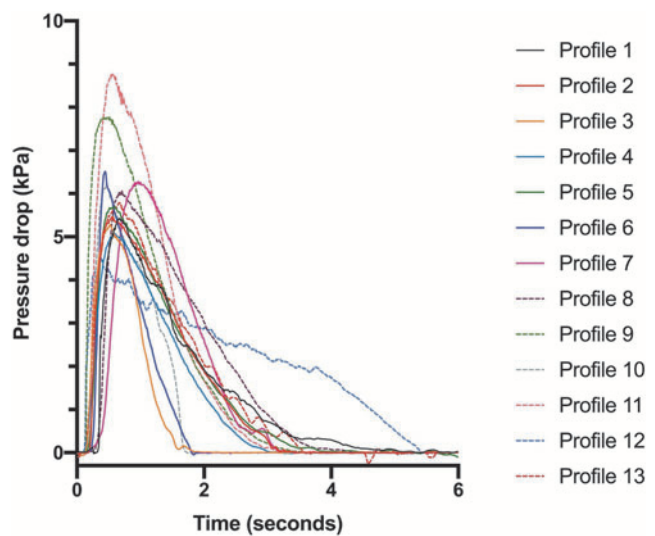 10
5
0
Pressure drop (kPa)
0 2 4 6
Time (seconds)
Profile 1
Profile 2
Profile 3
Profile 4
Profile 5
Profile 6
Profile 7
Profile 8
Profile 9
Profile 10
Profile 11
Profile 12
Profile 13